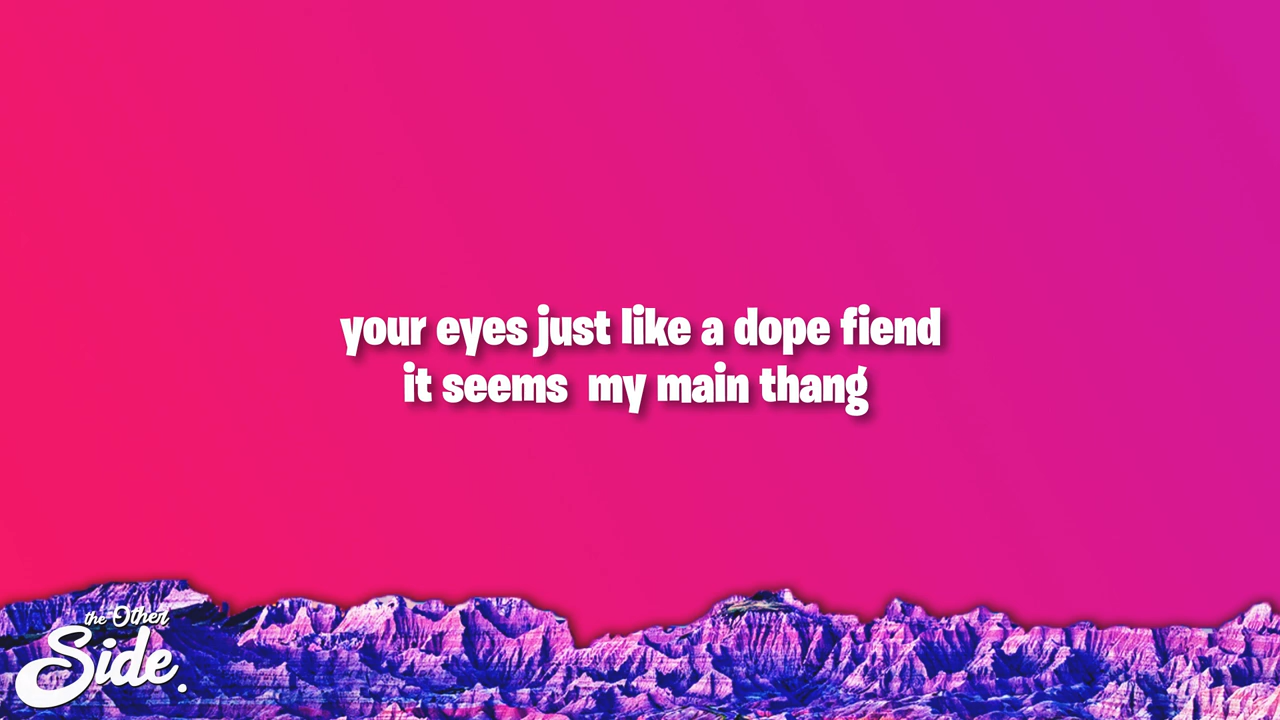 your eyes just like a dope fiend
it seems  my main thang
the Other
Side.